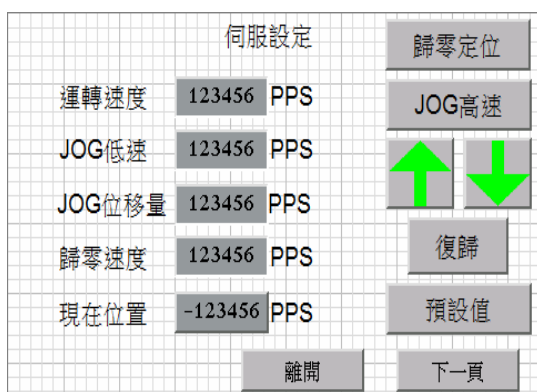 伺服設定
歸零定位
運轉速度 123456 PPS
JOG高速
JOG低速 123456 PPS
JOG位移量 123456 PPS
歸零速度 123456 PPS
復歸
現在位置 -123456 PPS
預設值
離開
下一頁